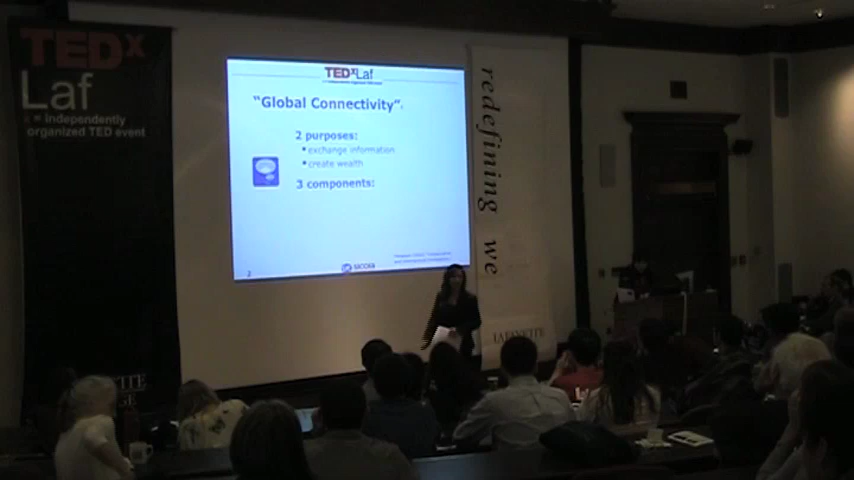 TEDx
Laf
x = independently
organized TED event
TEDxLaf
"Global Connectivity".
2 purposes:
• exchange information
• create wealth
3 components:
2
redefining we
LAFAYETTE